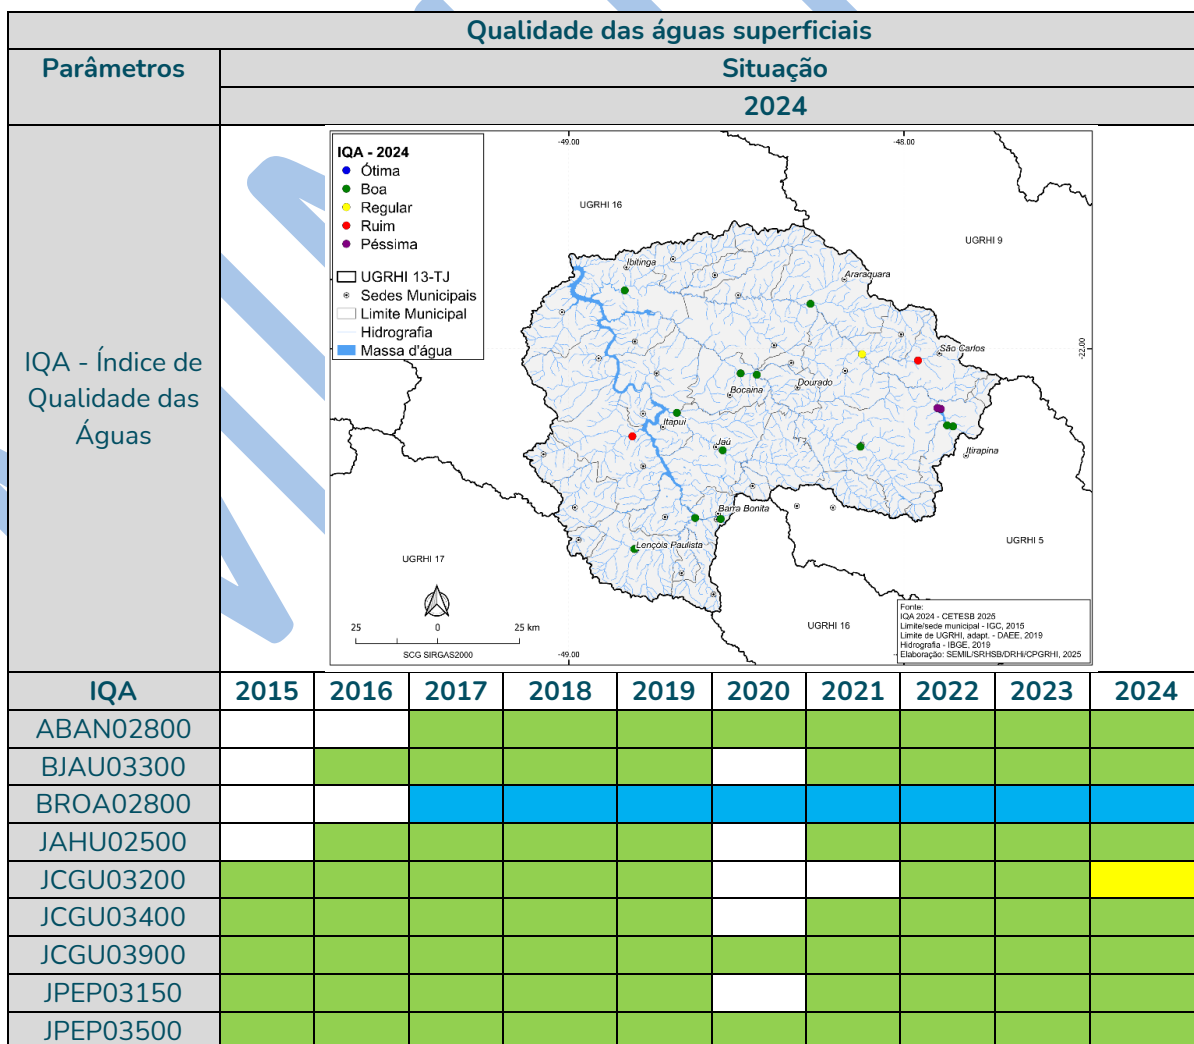 Qualidade das águas superficiais
Parâmetros
Situação
2024
IQA - Índice de
Qualidade das
Águas
IQA - 2024
Ótima
Boa
Regular
Ruim
Péssima
UGRHI 13-TJ
Sedes Municipais
Limite Municipal
Hidrografia
Massa d'água
-49.00
-48.00
UGRHI 16
UGRHI 9
Ibitinga
Araraquara
São Carlos
-22.00
Dourado
Bocaina
Itapuí
Jaú
Itirapina
Barra Bonita
Lençois Paulista
UGRHI 17
UGRHI 5
UGRHI 16
25 0 25 km
SCG SIRGAS2000
-49.00
Fonte:
IQA 2024 - CETESB 2025
Limite/sede municipal - IGC, 2015
Limite de UGRHI, adapt. - DAEE, 2019
Hidrografia - IBGE, 2019
Elaboração: SEMIL/SRHSB/DRHi/CPGRHI, 2025
IQA 2015 2016 2017 2018 2019 2020 2021 2022 2023 2024
ABAN02800
BJAU03300
BROA02800
JAHU02500
JCGU03200
JCGU03400
JCGU03900
JPEP03150
JPEP03500